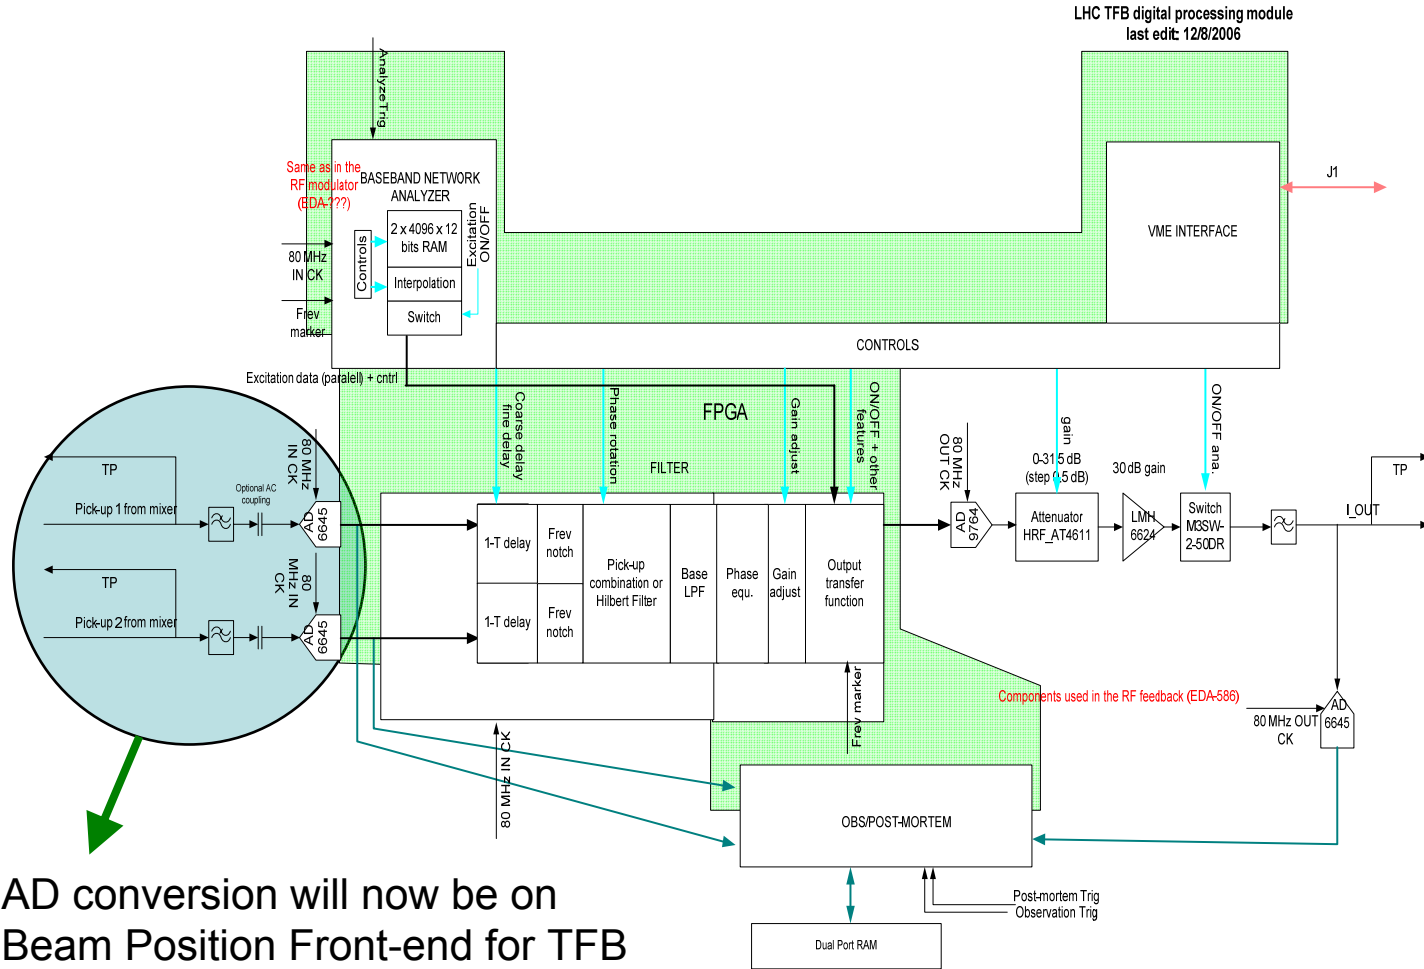 LHC TFB digital processing module
last edit: 12/8/2006
AnalyzeTrig
Same as in the
RF modulator
(EDA-???)
BASEBAND NETWORK
ANALYZER
2 x 4096 x 12
bits RAM
Interpolation
Switch
Controls
Excitation
ON/OFF
80 MHz
IN CK
Frev
marker
J1
VME INTERFACE
CONTROLS
Excitation data (paralell) + cntrl
Coarse delay
fine delay
Phase rotation
FPGA
Gain adjust
ON/OFF + other
features
FILTER
gain
ON/OFF ana.
80 MHz
OUT CK
0-31.5 dB
(step 0.5 dB)
30 dB gain
TP
80 MHz
IN CK
Optional AC
coupling
Pick-up 1 from mixer
AD
6645
TP
80
MHz IN
CK
Pick-up 2 from mixer
AD
6645
1-T delay
Frev
notch
1-T delay
Frev
notch
Pick-up
combination or
Hilbert Filter
Base
LPF
Phase
equ.
Gain
adjust
Output
transfer
function
AD
9764
Attenuator
HRF_AT4611
LMH
6624
Switch
M3SW-
2-50DR
I_OUT
TP
Frev marker
80 MHz IN CK
Components used in the RF feedback (EDA-586)
80 MHz OUT
CK
AD
6645
OBS/POST-MORTEM
Post-mortem Trig
Observation Trig
Dual Port RAM
AD conversion will now be on
Beam Position Front-end for TFB